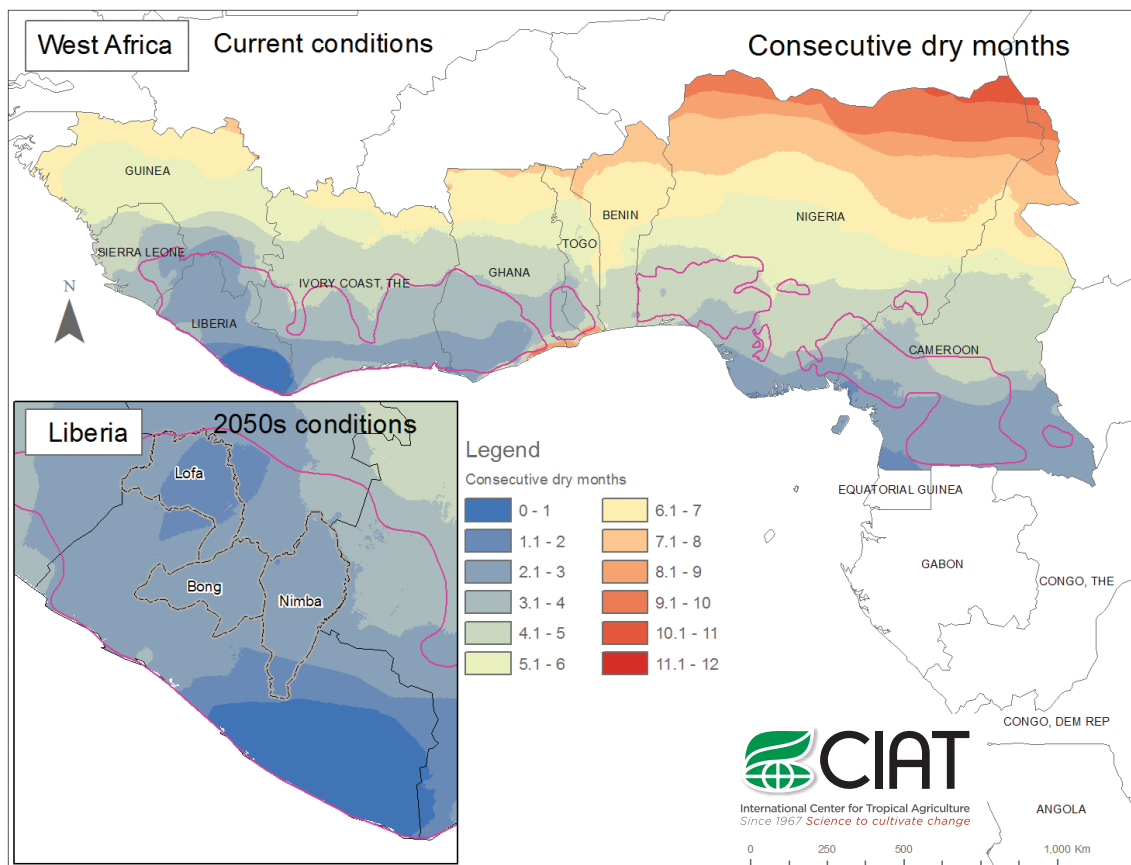 West Africa
Current conditions
Consecutive dry months
GUINEA
SIERRA LEONE
LIBERIA
IVORY COAST, THE
GHANA
TOGO
BENIN
NIGERIA
CAMEROON
EQUATORIAL GUINEA
GABON
CONGO, THE
CONGO, DEM REP
ANGOLA
N
Liberia
2050s conditions
Lofa
Bong
Nimba
Legend
Consecutive dry months
0 - 1
1.1 - 2
2.1 - 3
3.1 - 4
4.1 - 5
5.1 - 6
6.1 - 7
7.1 - 8
8.1 - 9
9.1 - 10
10.1 - 11
11.1 - 12
CIAT
International Center for Tropical Agriculture
Since 1967 Science to cultivate change
0 250 500 1,000 Km